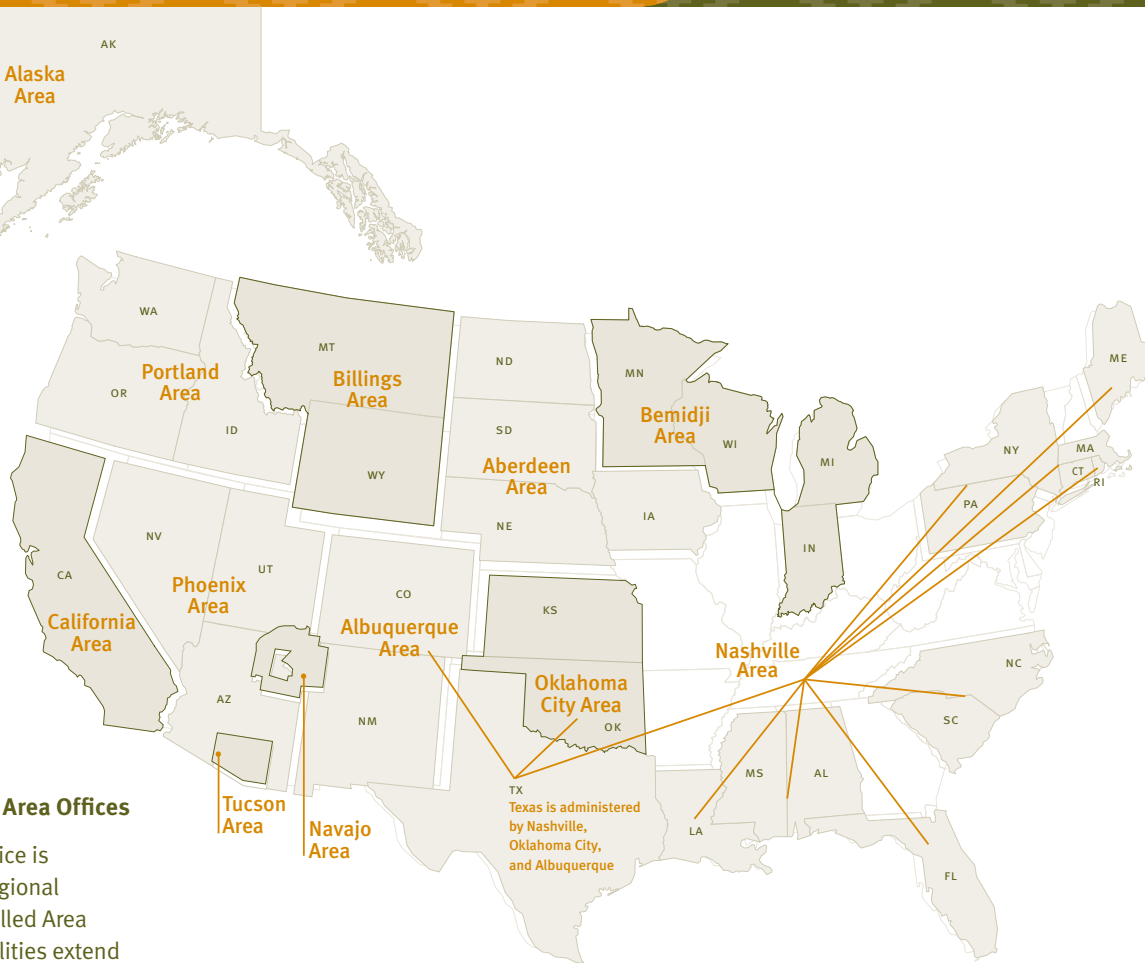 AK
Alaska
Area
WA
MT
ND
MN
ME
OR
Portland
Area
Billings
Area
ID
SD
Bemidji
Area
WI
MI
NY
MA
CT
RI
WY
Aberdeen
Area
NE
IA
PA
NV
UT
IN
CA
Phoenix
Area
CO
KS
California
Area
Albuquerque
Area
Nashville
Area
NC
AZ
NM
Oklahoma
City Area
OK
SC
MS
AL
TX
Texas is administered
by Nashville,
Oklahoma City,
and Albuquerque
LA
FL
Tucson
Area
Navajo
Area
Area Offices
ice is
gional
lled Area
lities extend